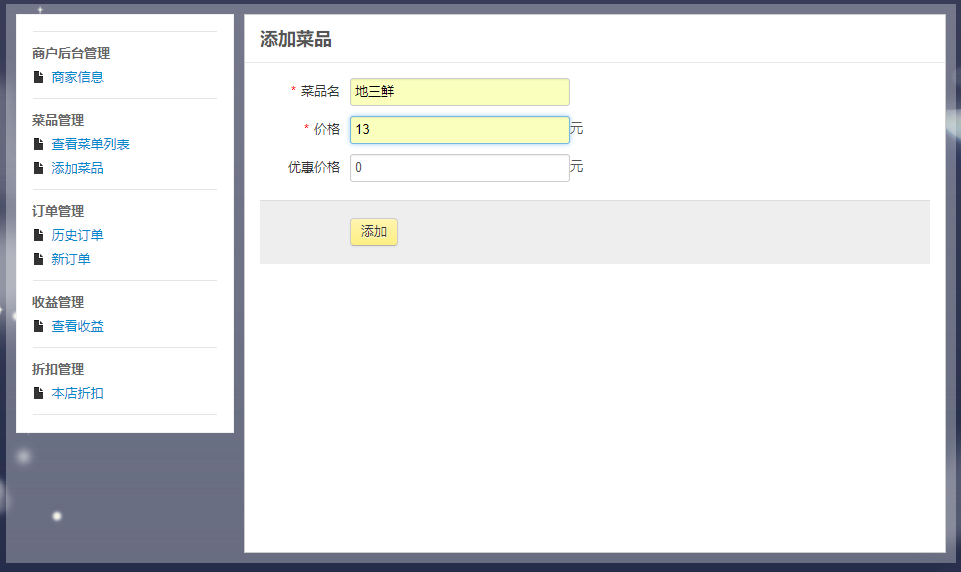 商户后台管理
商家信息
菜品管理
查看菜单列表
添加菜品
订单管理
历史订单
新订单
收益管理
查看收益
折扣管理
本店折扣
添加菜品
* 菜品名 地三鲜
* 价格 13 元
优惠价格 0 元
添加